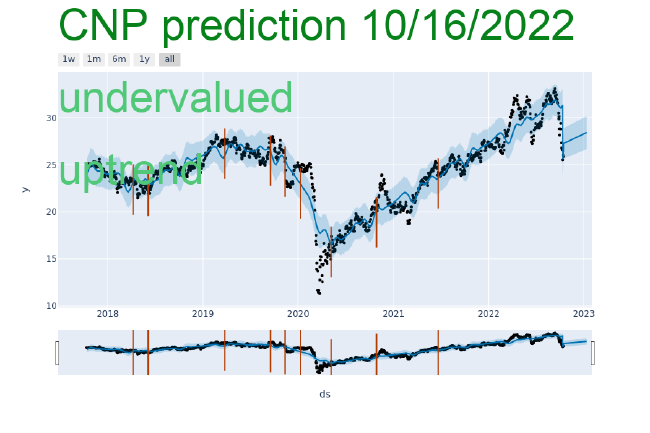 CNP prediction 10/16/2022
1w 1m 6m 1y all
undervalued
30
uptrend
25
y
20
15
10
2018 2019 2020 2021 2022 2023
ds